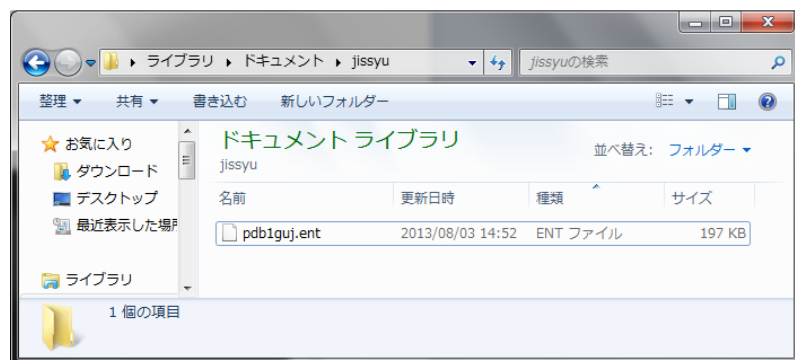 ライブラリ ドキュメント jissyu jissyuの検索
整理 共有 書き込む 新しいフォルダー
お気に入り
ダウンロード
デスクトップ
最近表示した場所
ライブラリ
ドキュメント ライブラリ
jissyu
並べ替え: フォルダー
名前 更新日時 種類 サイズ
pdb1guj.ent 2013/08/03 14:52 ENT ファイル 197 KB
1 個の項目